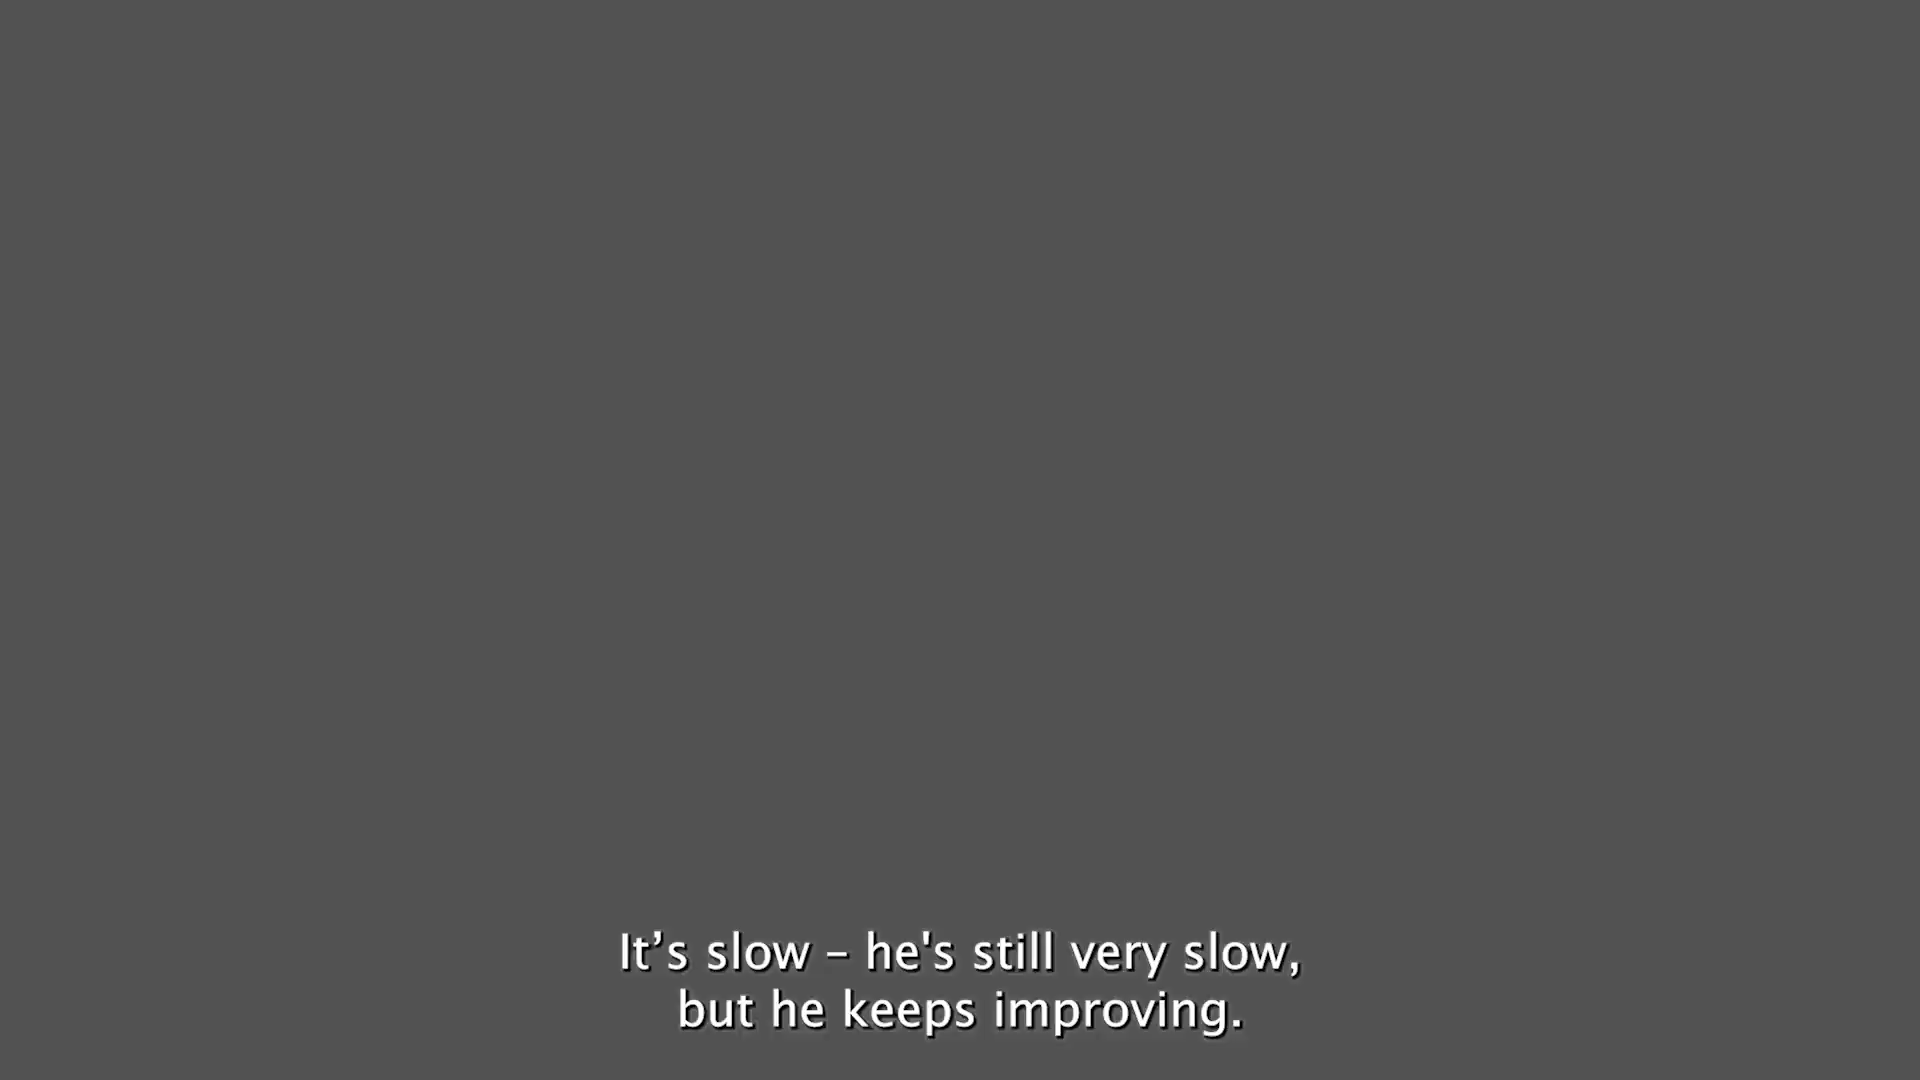 It’s slow – he's still very slow,
but he keeps improving.